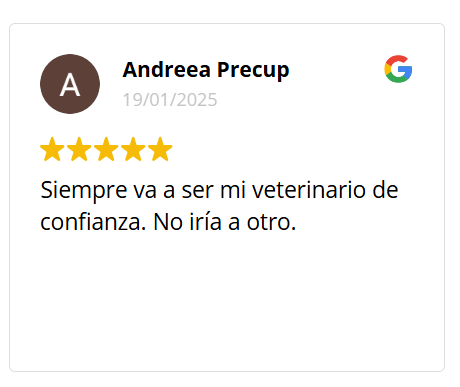 A
Andreea Precup
19/01/2025
Siempre va a ser mi veterinario de
confianza. No iría a otro.